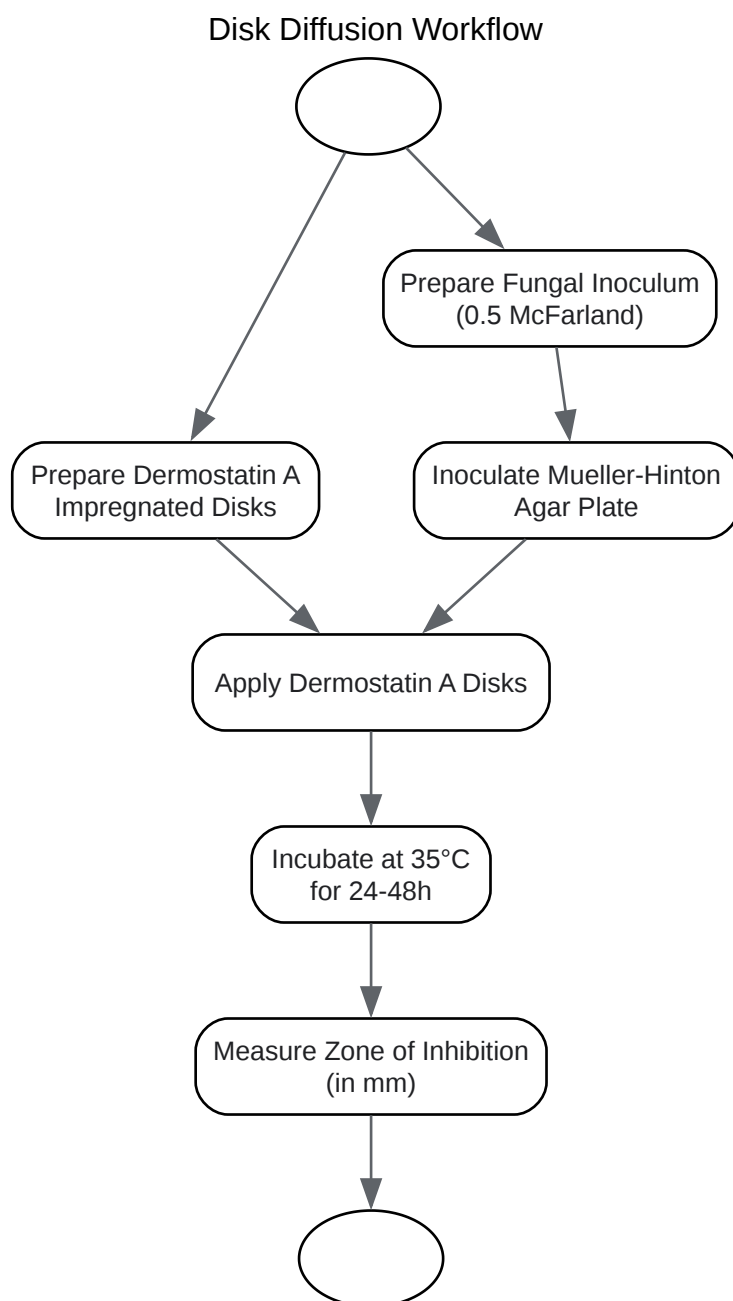 Disk Diffusion Workflow
Prepare Fungal Inoculum
(0.5 McFarland)
Prepare Dermostatin A
Impregnated Disks
Inoculate Mueller-Hinton
Agar Plate
Apply Dermostatin A Disks
Incubate at 35°C
for 24-48h
Measure Zone of Inhibition
(in mm)